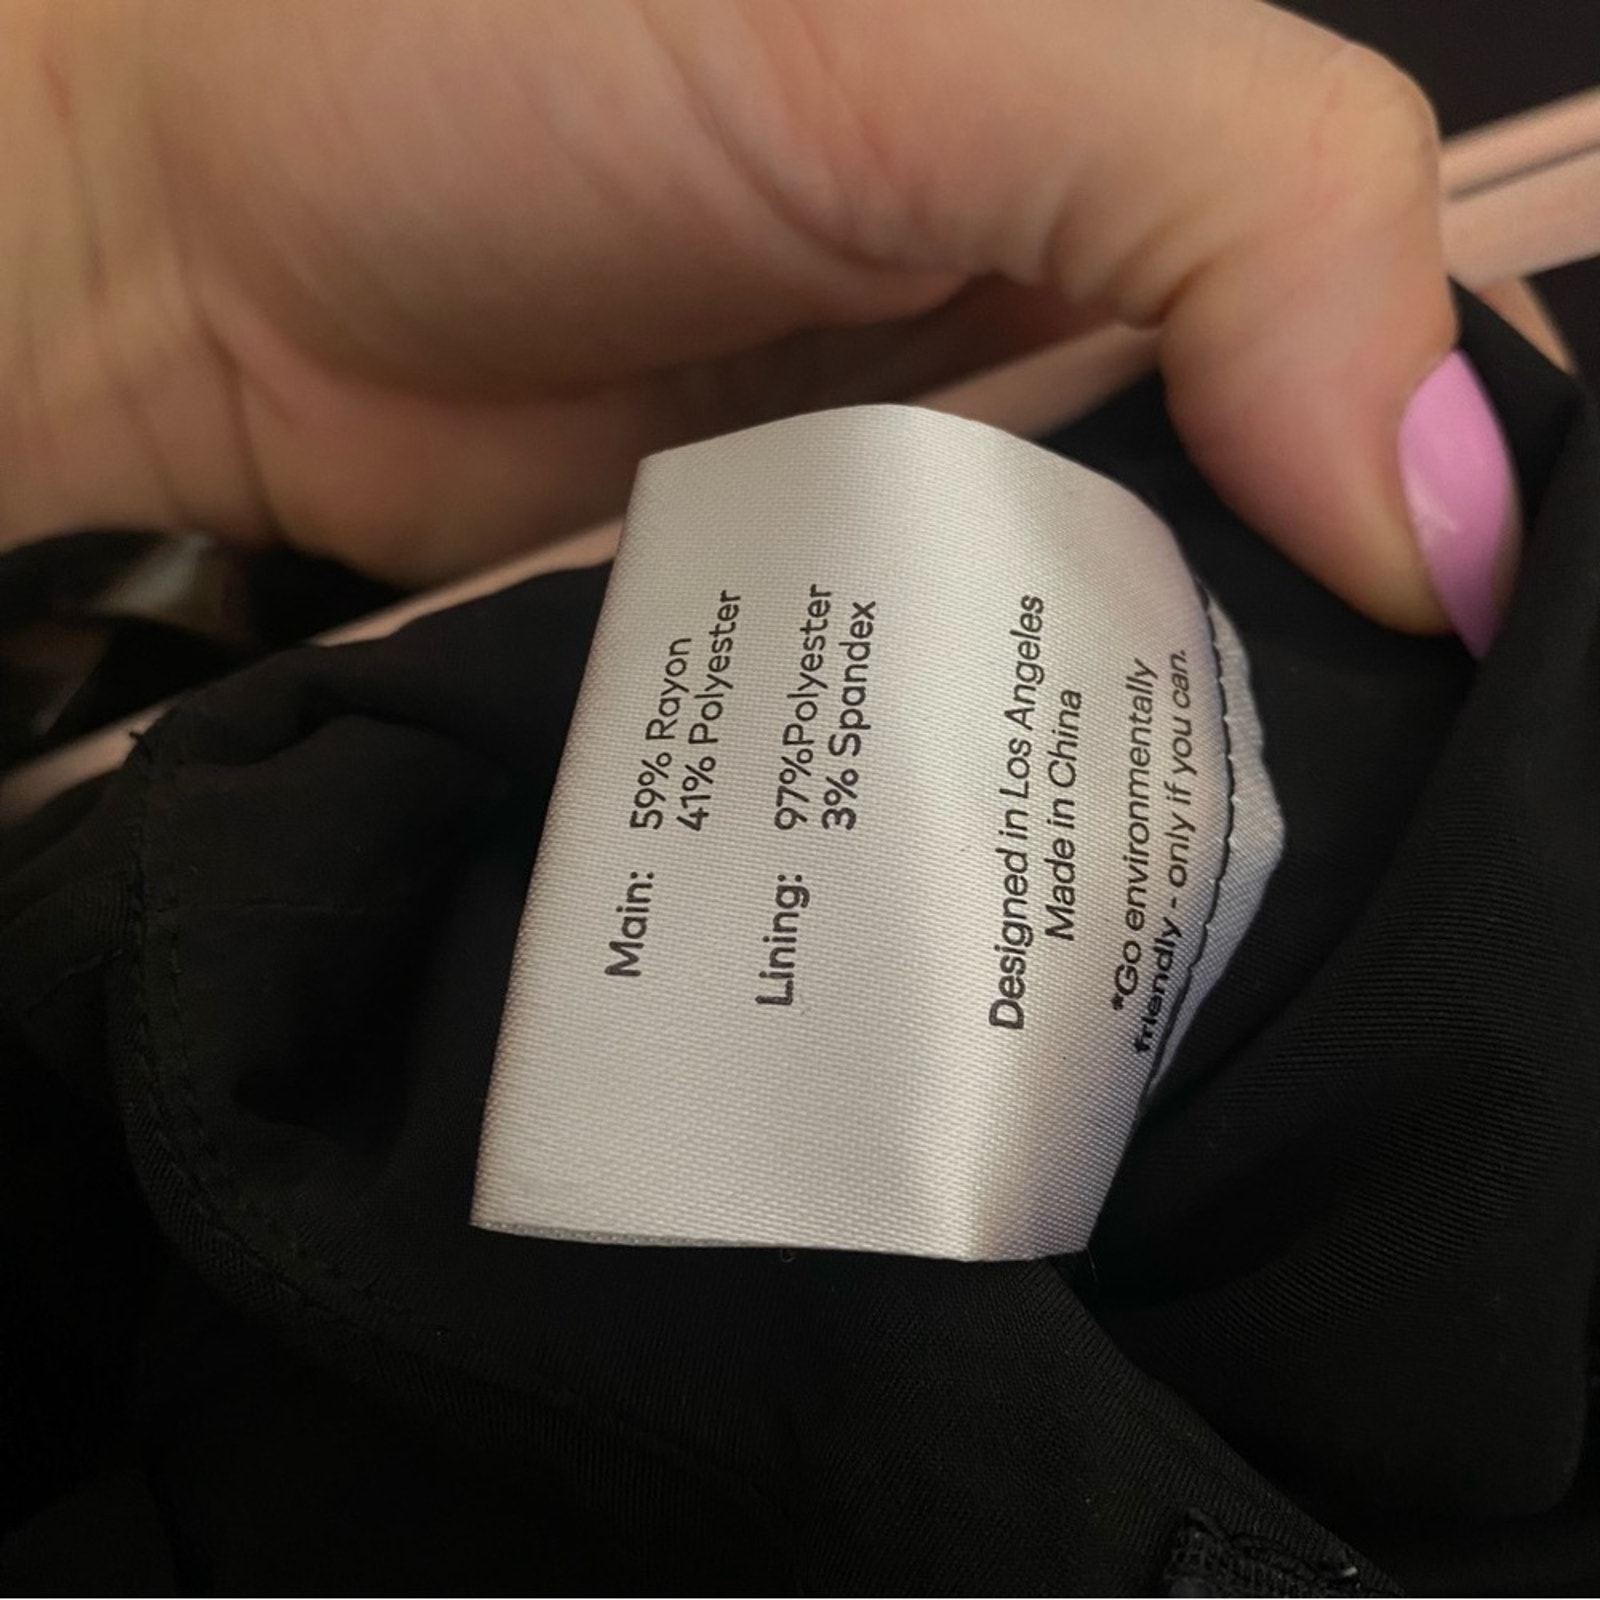 Main: 59% Rayon
41% Polyester
Lining: 97%Polyester
3% Spandex
Designed in Los Angeles
Made in China
*Go environmentally
friendly - only if you can.